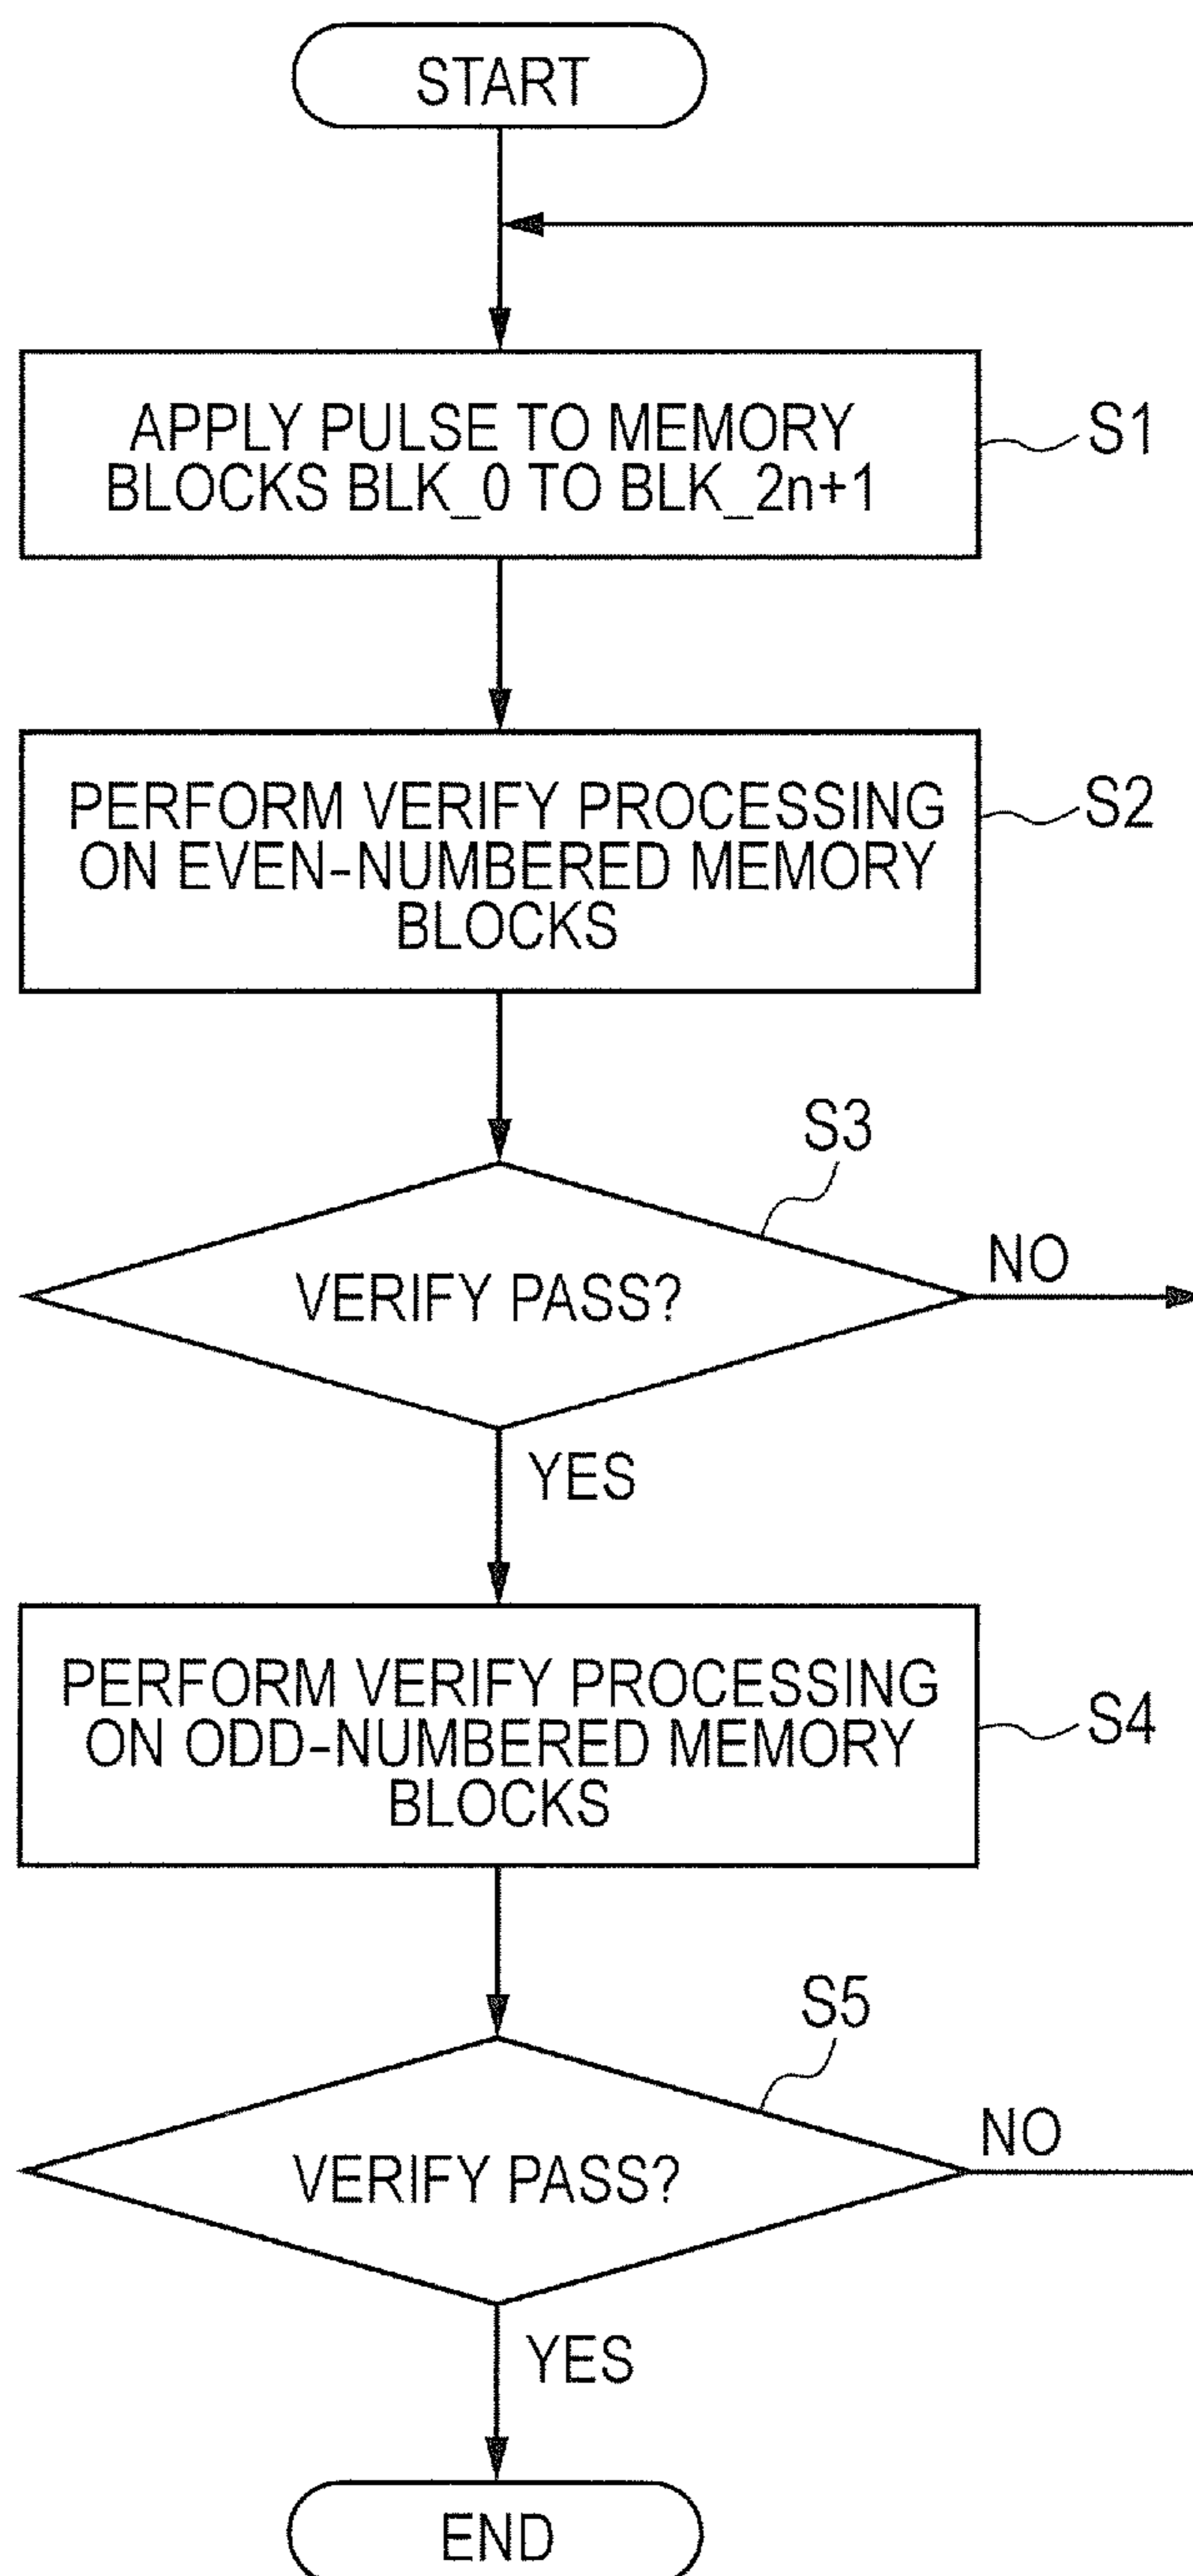 START
APPLY PULSE TO MEMORY
BLOCKS BLK_0 TO BLK_2n+1
S1
PERFORM VERIFY PROCESSING
ON EVEN-NUMBERED MEMORY
BLOCKS
S2
S3
VERIFY PASS?
NO
YES
PERFORM VERIFY PROCESSING
ON ODD-NUMBERED MEMORY
BLOCKS
S4
S5
VERIFY PASS?
NO
YES
END